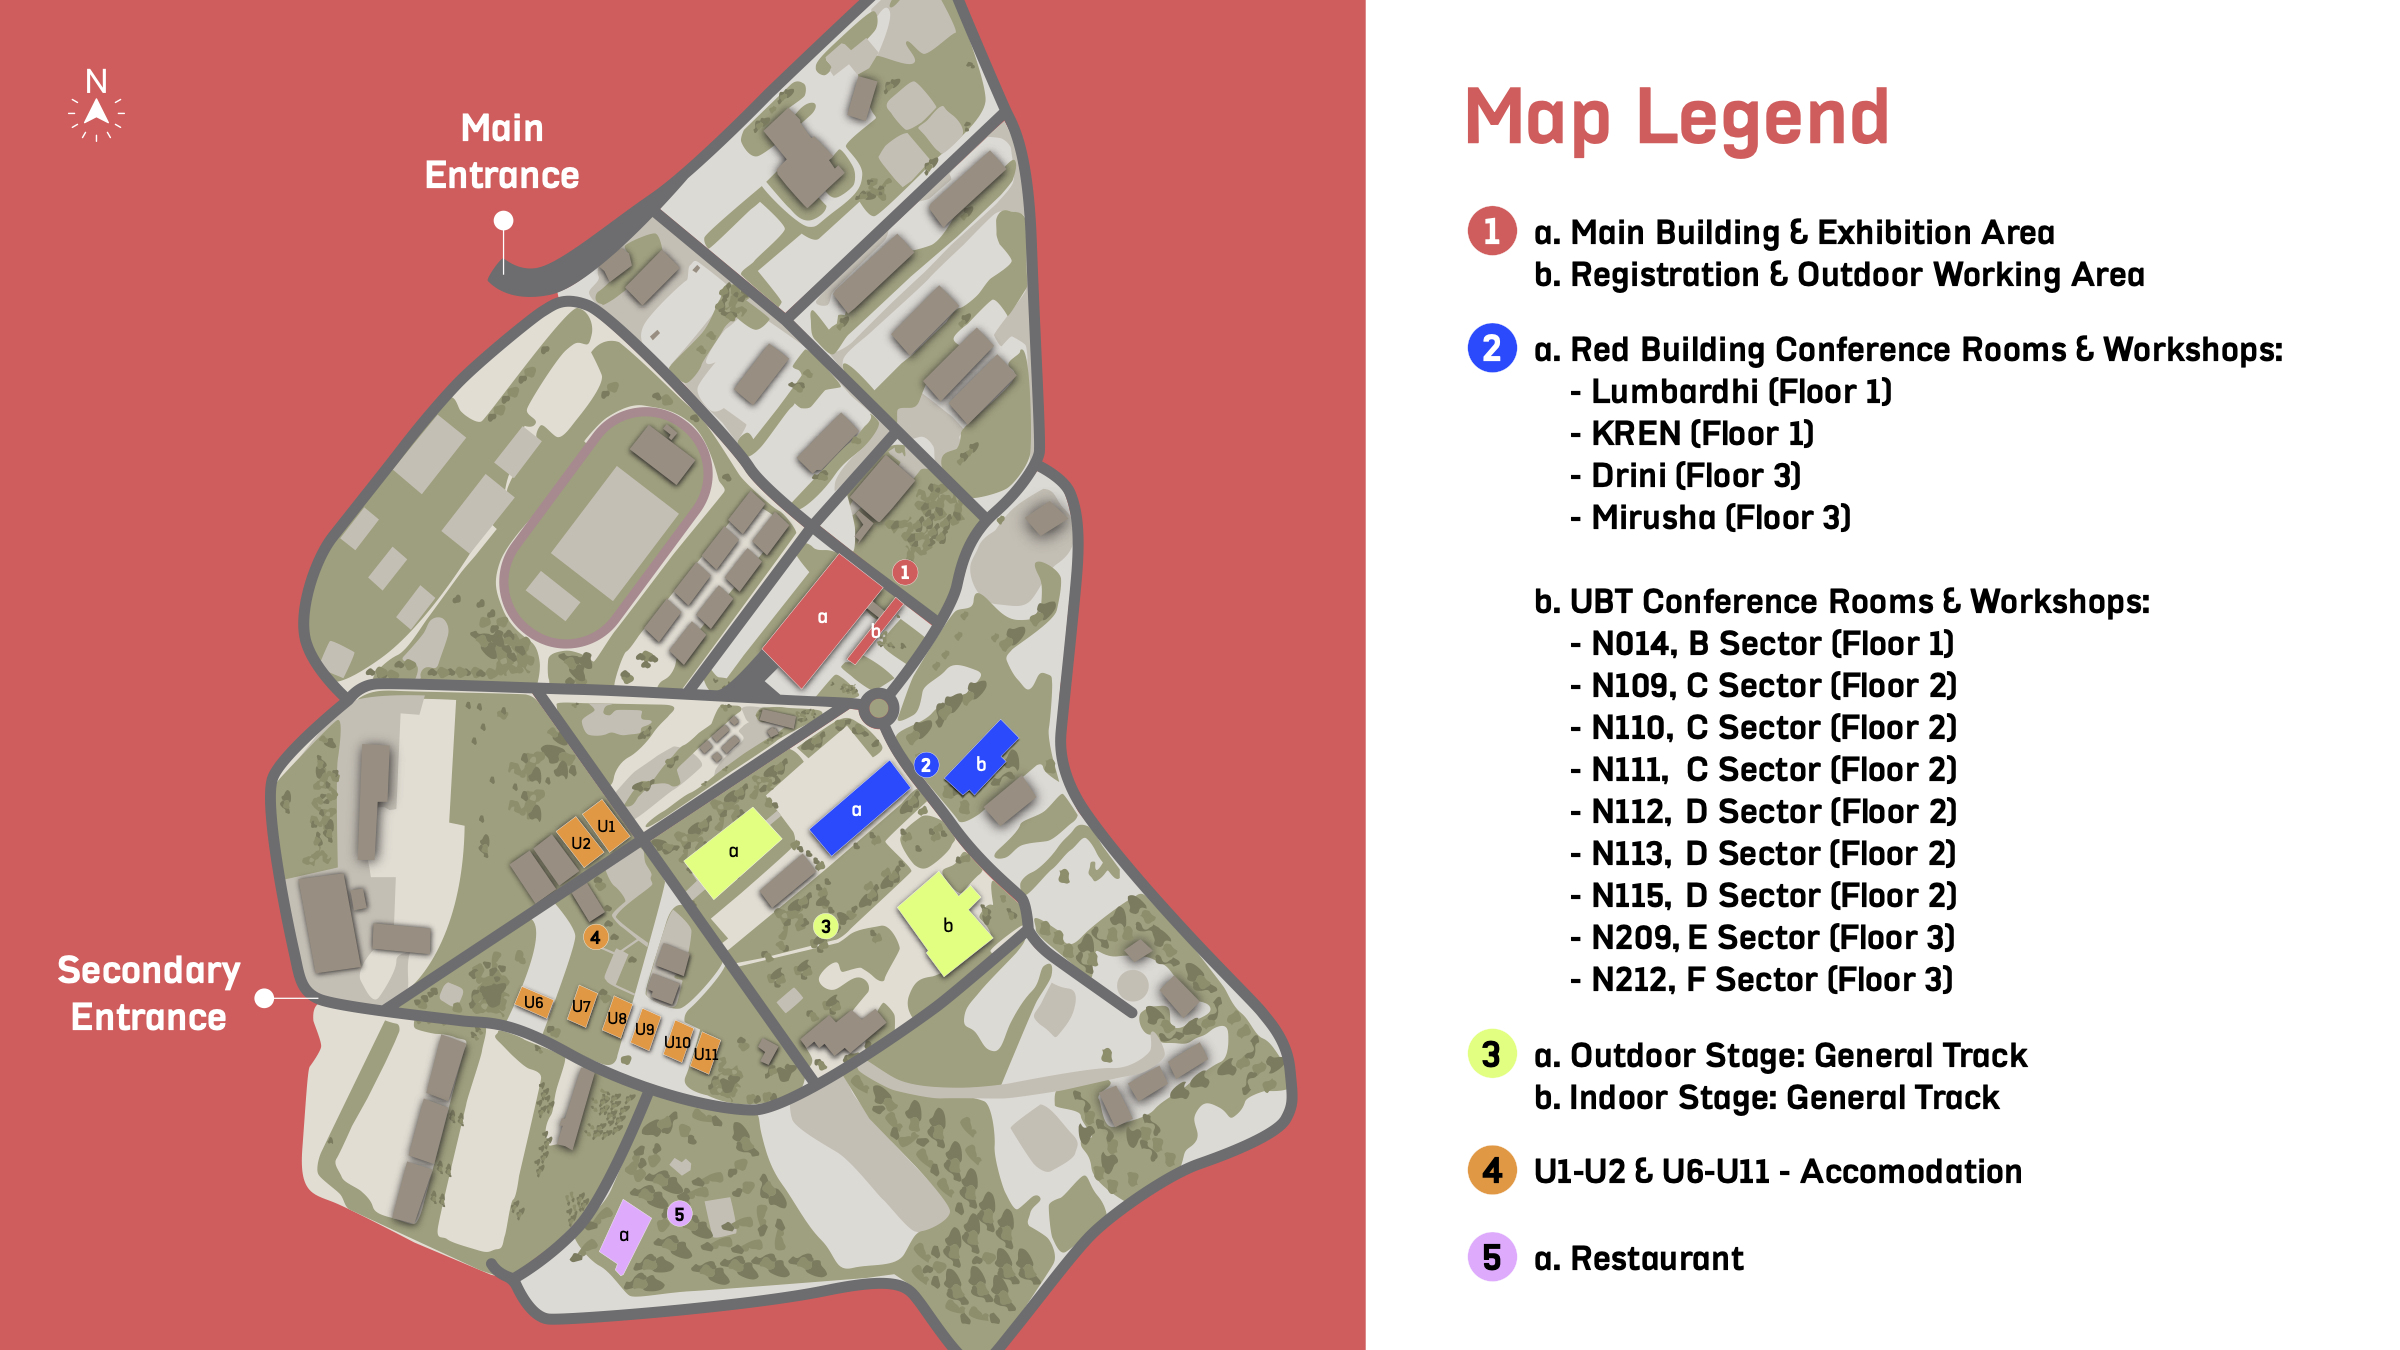 N
Main
Entrance
1
a
b
2
b
a
U1
U2
a
3
b
4
Secondary
Entrance
U6
U7
U8
U9
U10
U11
5
a
Map Legend
1 a. Main Building & Exhibition Area
b. Registration & Outdoor Working Area
2 a. Red Building Conference Rooms & Workshops:
- Lumbardhi (Floor 1)
- KREN (Floor 1)
- Drini (Floor 3)
- Mirusha (Floor 3)
b. UBT Conference Rooms & Workshops:
- N014, B Sector (Floor 1)
- N109, C Sector (Floor 2)
- N110, C Sector (Floor 2)
- N111, C Sector (Floor 2)
- N112, D Sector (Floor 2)
- N113, D Sector (Floor 2)
- N115, D Sector (Floor 2)
- N209, E Sector (Floor 3)
- N212, F Sector (Floor 3)
3 a. Outdoor Stage: General Track
b. Indoor Stage: General Track
4 U1-U2 & U6-U11 - Accomodation
5 a. Restaurant